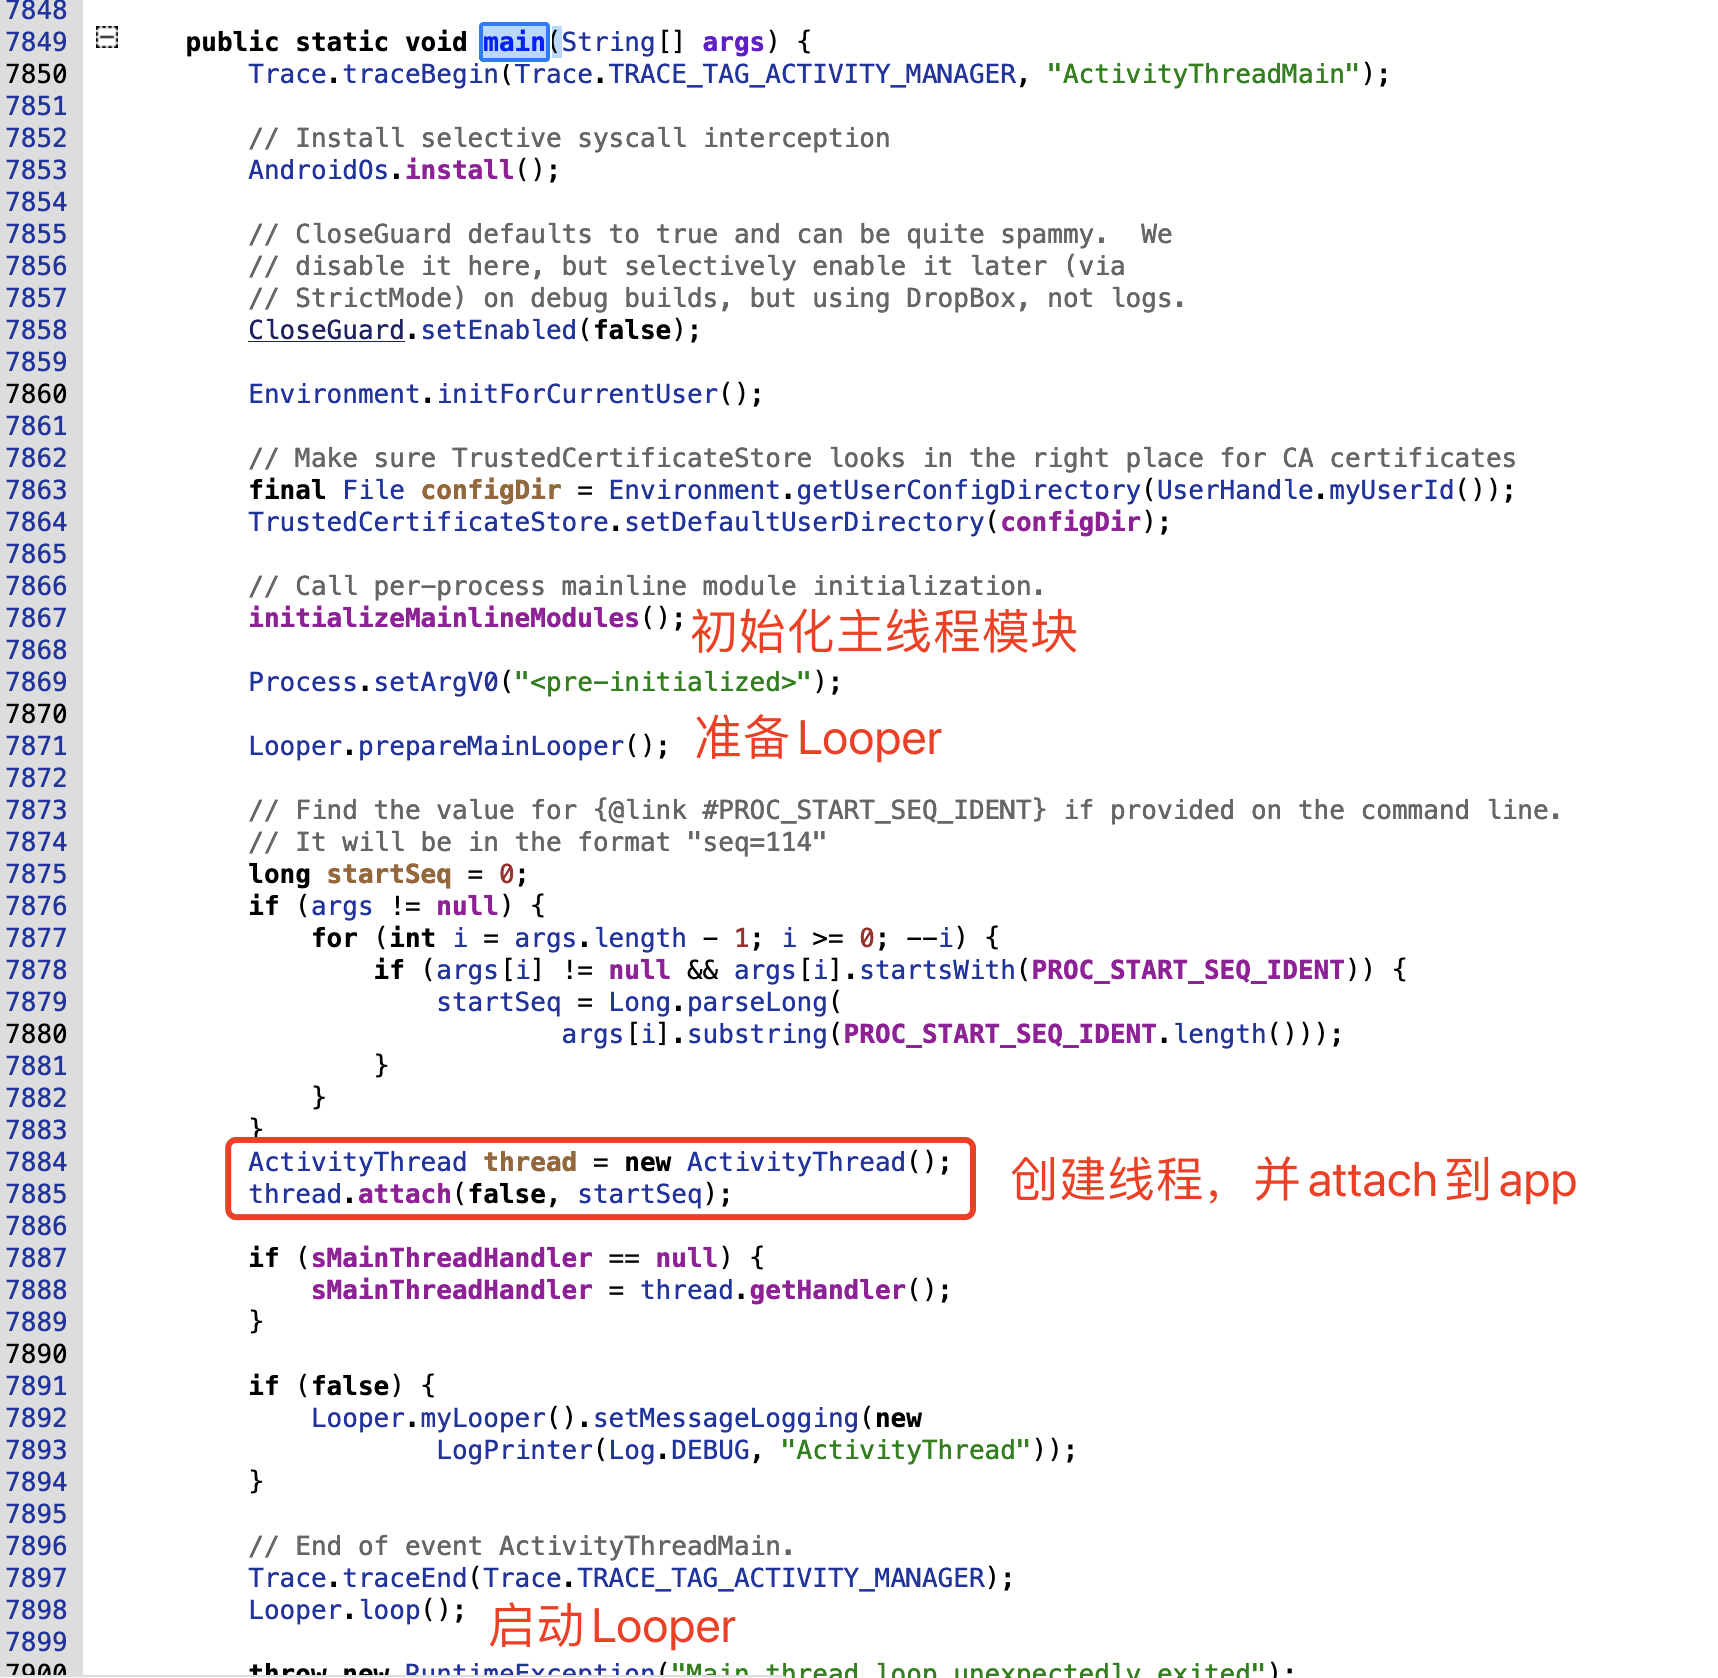 7848
7849 public static void main(String[] args) {
7850 Trace.traceBegin(Trace.TRACE_TAG_ACTIVITY_MANAGER, "ActivityThreadMain");
7851
7852 // Install selective syscall interception
7853 AndroidOs.install();
7854
7855 // CloseGuard defaults to true and can be quite spammy.  We
7856 // disable it here, but selectively enable it later (via
7857 // StrictMode) on debug builds, but using DropBox, not logs.
7858 CloseGuard.setEnabled(false);
7859
7860 Environment.initForCurrentUser();
7861
7862 // Make sure TrustedCertificateStore looks in the right place for CA certificates
7863 final File configDir = Environment.getUserConfigDirectory(UserHandle.myUserId());
7864 TrustedCertificateStore.setDefaultUserDirectory(configDir);
7865
7866 // Call per-process mainline module initialization.
7867 initializeMainlineModules(); 初始化主线程模块
7868
7869 Process.setArgV0("<pre-initialized>");
7870
7871 Looper.prepareMainLooper(); 准备Looper
7872
7873 // Find the value for {@link #PROC_START_SEQ_IDENT} if provided on the command line.
7874 // It will be in the format "seq=114"
7875 long startSeq = 0;
7876 if (args != null) {
7877 for (int i = args.length - 1; i >= 0; --i) {
7878 if (args[i] != null && args[i].startsWith(PROC_START_SEQ_IDENT)) {
7879 startSeq = Long.parseLong(
7880 args[i].substring(PROC_START_SEQ_IDENT.length()));
7881 }
7882 }
7883 }
7884 ActivityThread thread = new ActivityThread(); 创建线程，并attach到app
7885 thread.attach(false, startSeq);
7886
7887 if (sMainThreadHandler == null) {
7888 sMainThreadHandler = thread.getHandler();
7889 }
7890
7891 if (false) {
7892 Looper.myLooper().setMessageLogging(new
7893 LogPrinter(Log.DEBUG, "ActivityThread"));
7894 }
7895
7896 // End of event ActivityThreadMain.
7897 Trace.traceEnd(Trace.TRACE_TAG_ACTIVITY_MANAGER);
7898 Looper.loop(); 启动Looper
7899
7900 throw new RuntimeException("Main thread loop unexpectedly exited");